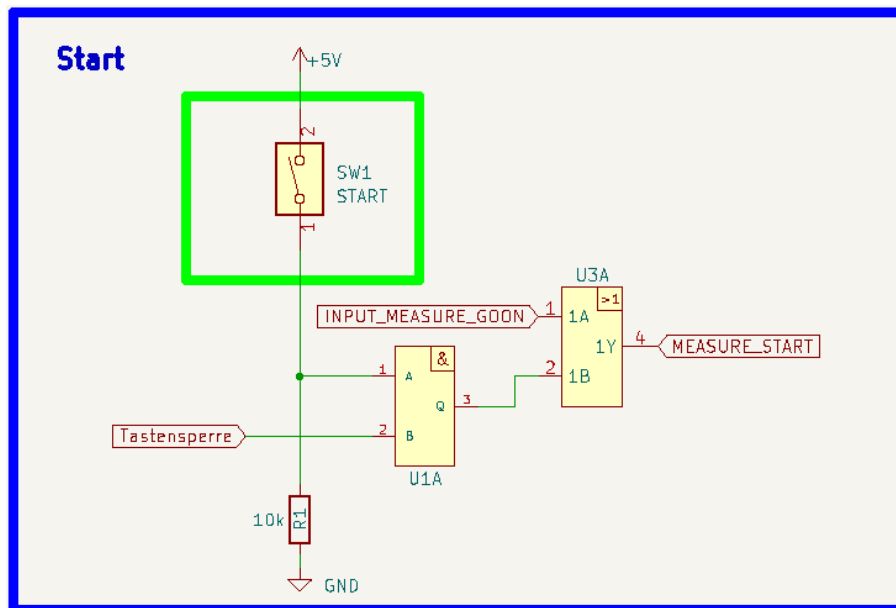 Start
+5V
2
SW1
START
1
U3A
>1
INPUT_MEASURE_GOON
1
1A
1Y
4
MEASURE_START
2
1B
&
1
A
Q
3
Tastensperre
2
B
U1A
10k
R1
GND